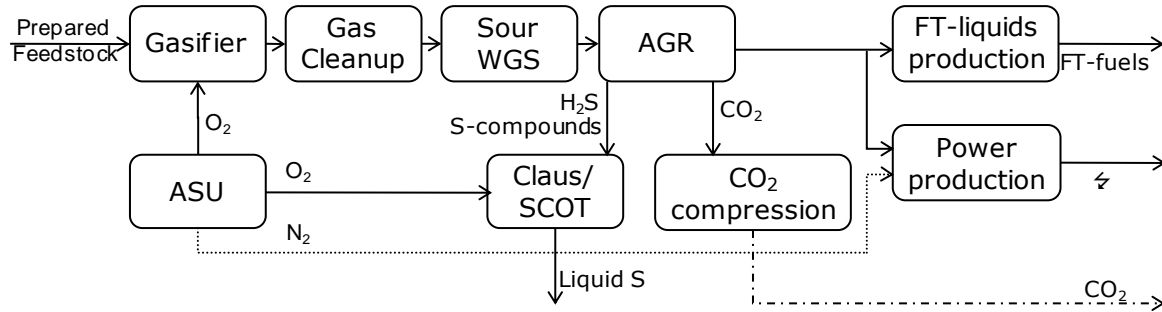 Prepared
Feedstock
Gasifier
Gas
Cleanup
Sour
WGS
AGR
FT-liquids
production
FT-fuels
O₂
H₂S
S-compounds
CO₂
ASU
O₂
Claus/
SCOT
CO₂
compression
Power
production
N₂
Liquid S
CO₂